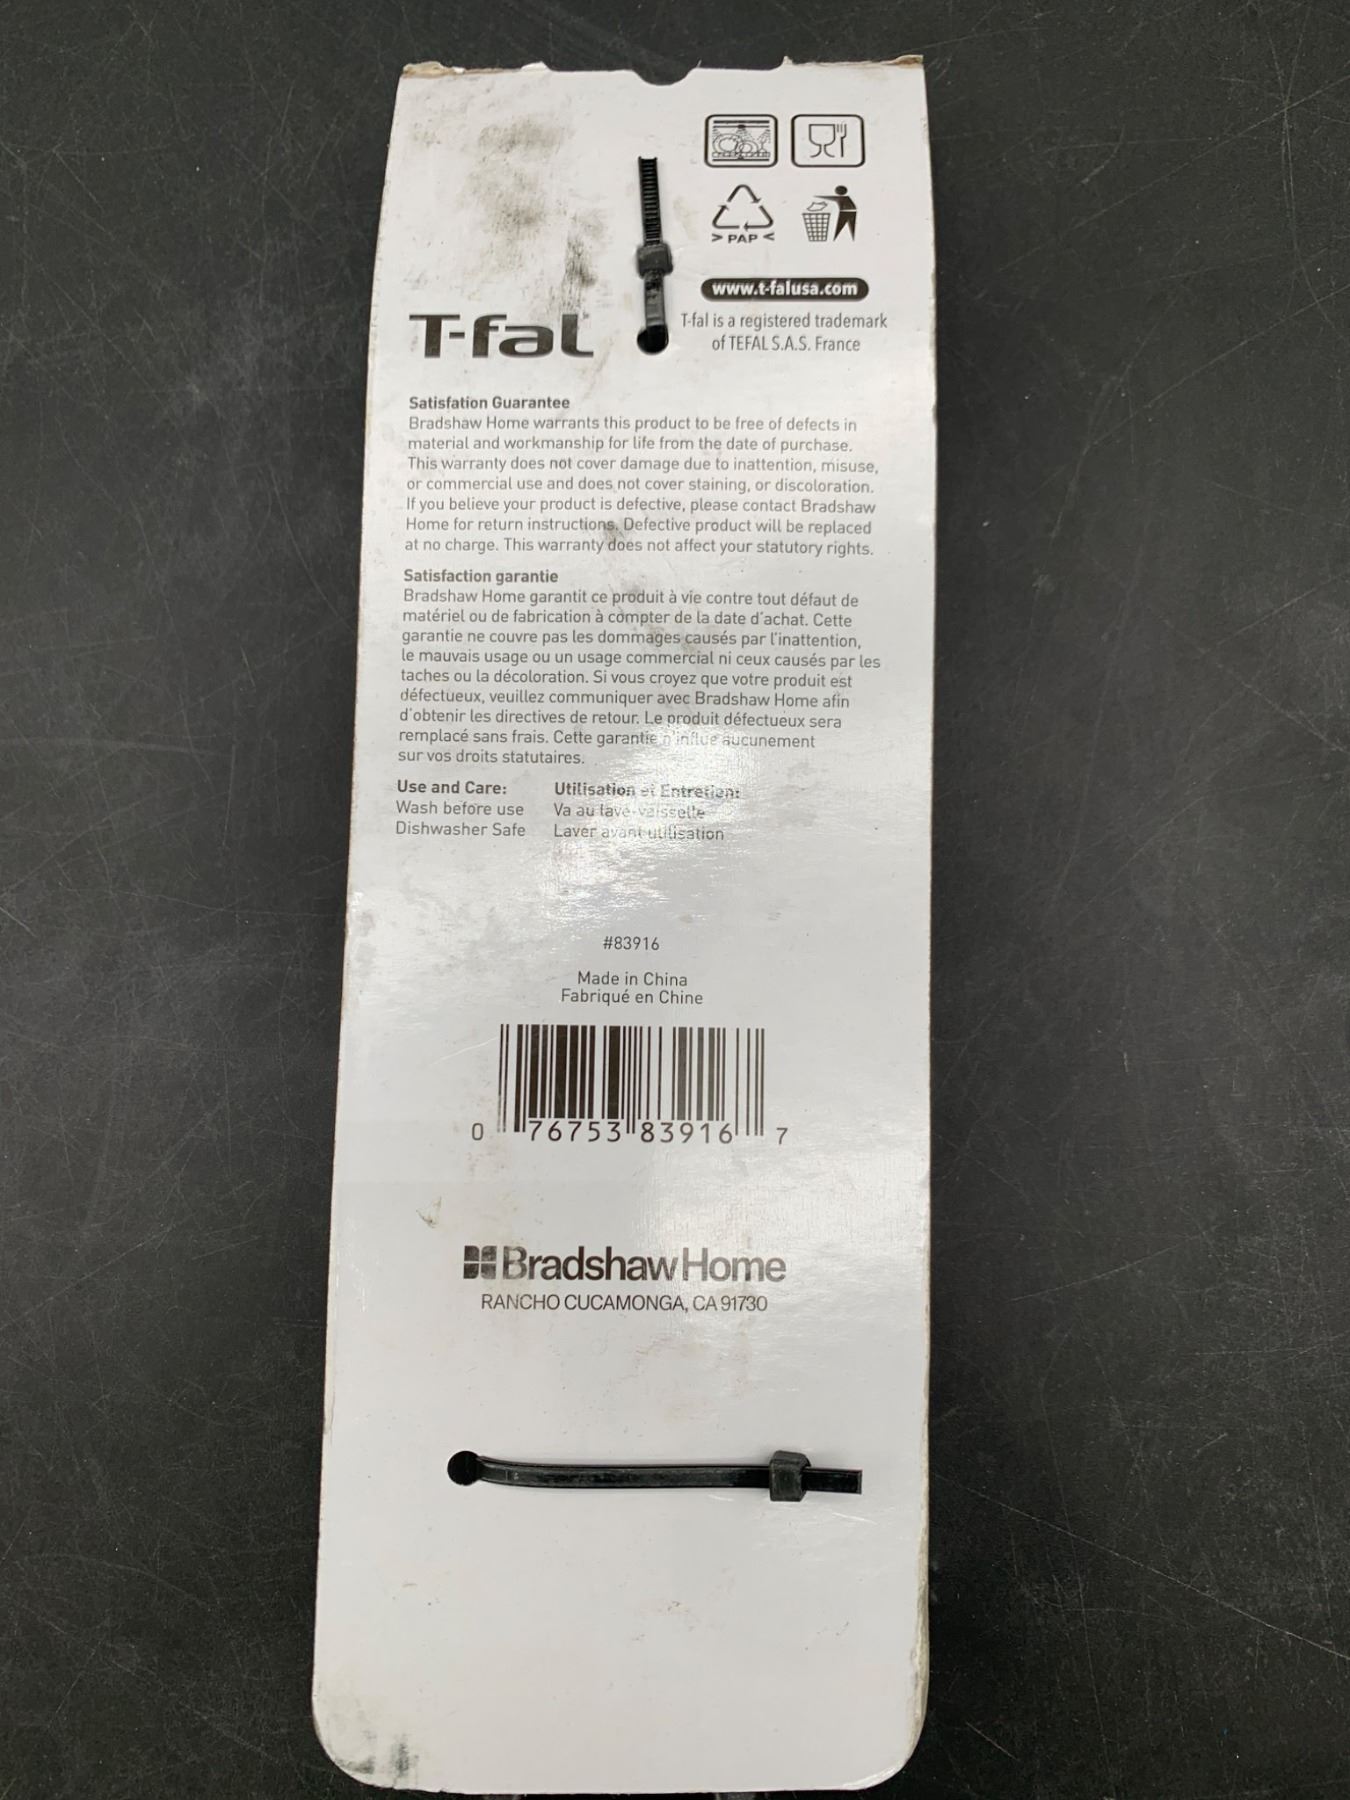 > PAP <
www.t-falusa.com
T-fal
T-fal is a registered trademark
of TEFAL S.A.S. France
Satisfation Guarantee
Bradshaw Home warrants this product to be free of defects in
material and workmanship for life from the date of purchase.
This warranty does not cover damage due to inattention, misuse,
or commercial use and does not cover staining, or discoloration.
If you believe your product is defective, please contact Bradshaw
Home for return instructions. Defective product will be replaced
at no charge. This warranty does not affect your statutory rights.
Satisfaction garantie
Bradshaw Home garantit ce produit à vie contre tout défaut de
matériel ou de fabrication à compter de la date d'achat. Cette
garantie ne couvre pas les dommages causés par l'inattention,
le mauvais usage ou un usage commercial ni ceux causés par les
taches ou la décoloration. Si vous croyez que votre produit est
défectueux, veuillez communiquer avec Bradshaw Home afin
d'obtenir les directives de retour. Le produit défectueux sera
remplacé sans frais. Cette garantie n'influe aucunement
sur vos droits statutaires.
Use and Care:
Wash before use
Dishwasher Safe
Utilisation et Entretien:
Va au lave-vaisselle
Laver avant utilisation
#83916
Made in China
Fabriqué en Chine
0 76753 83916 7
Bradshaw Home
RANCHO CUCAMONGA, CA 91730